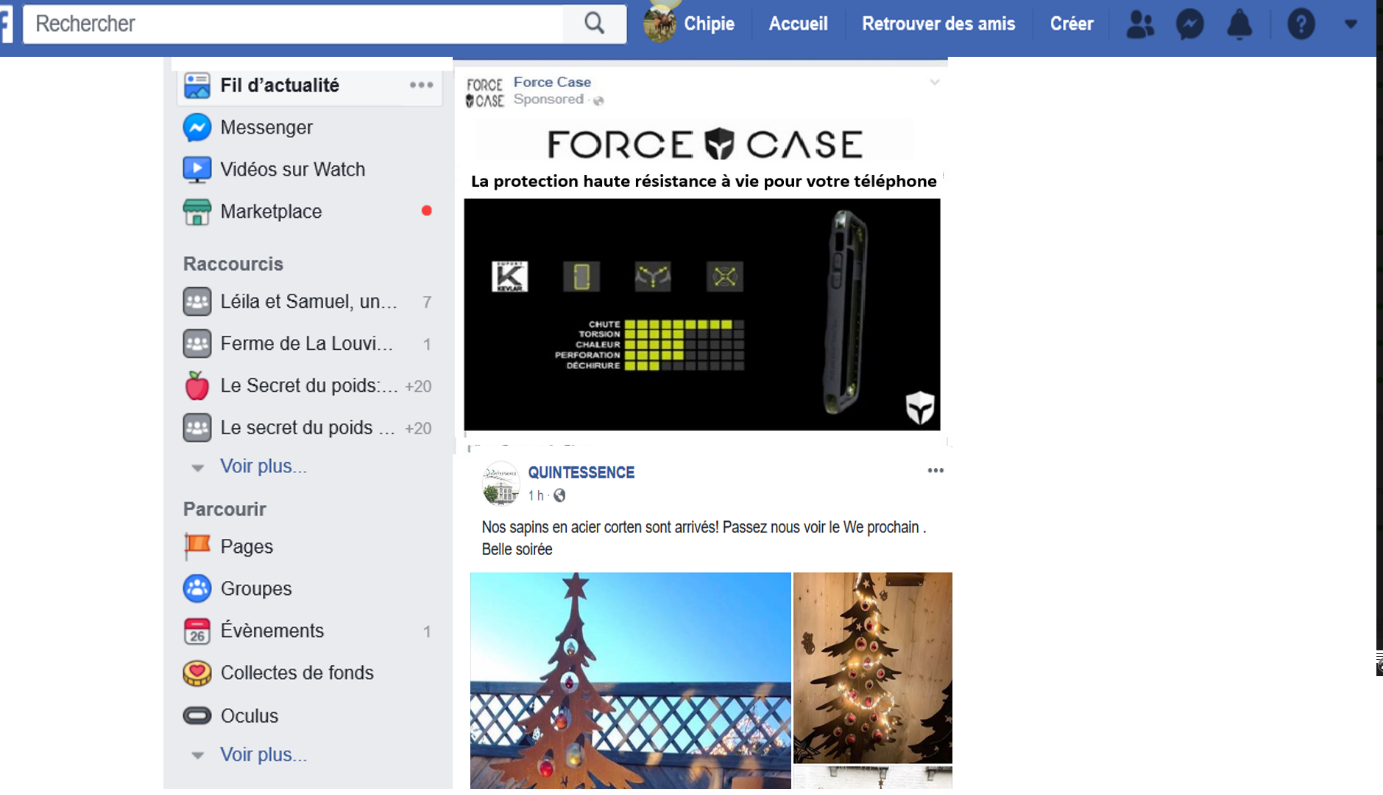 Rechercher
Chipie
Accueil
Retrouver des amis
Créer
Fil d’actualité
Messenger
Vidéos sur Watch
Marketplace
Raccourcis
Léila et Samuel, un... 7
Ferme de La Louvi... 1
Le Secret du poids:... +20
Le secret du poids ... +20
Voir plus...
Parcourir
Pages
Groupes
26
Évènements 1
Collectes de fonds
Oculus
Voir plus...
FORCE CASE
Force Case
Sponsored ·
FORCE CASE
La protection haute résistance à vie pour votre téléphone
K
KEVLAR
CHUTE
TORSION
CHALEUR
PERFORATION
DÉCHIRURE
QUINTESSENCE
1 h ·
Nos sapins en acier corten sont arrivés! Passez nous voir le We prochain .
Belle soirée